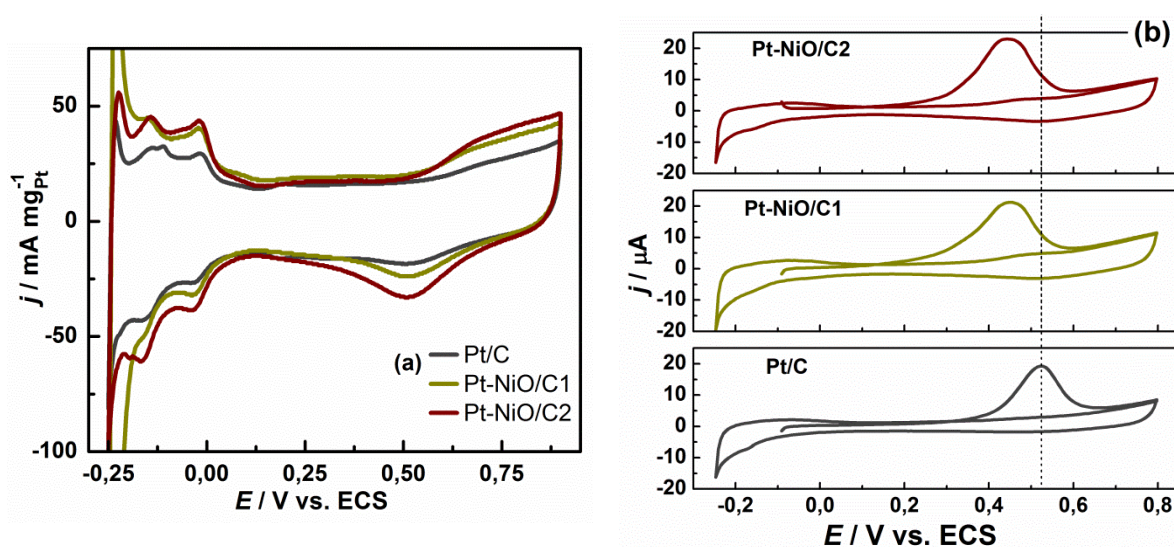 50
0
-50
-100
j / mA mg⁻¹Pt
(a)
Pt/C
Pt-NiO/C1
Pt-NiO/C2
-0,25 0,00 0,25 0,50 0,75
E / V vs. ECS
(b)
Pt-NiO/C2
20
10
0
-10
20
Pt-NiO/C1
20
10
0
-10
-20
j / µA
Pt/C
20
10
0
-10
-20
-0,2 0,0 0,2 0,4 0,6 0,8
E / V vs. ECS